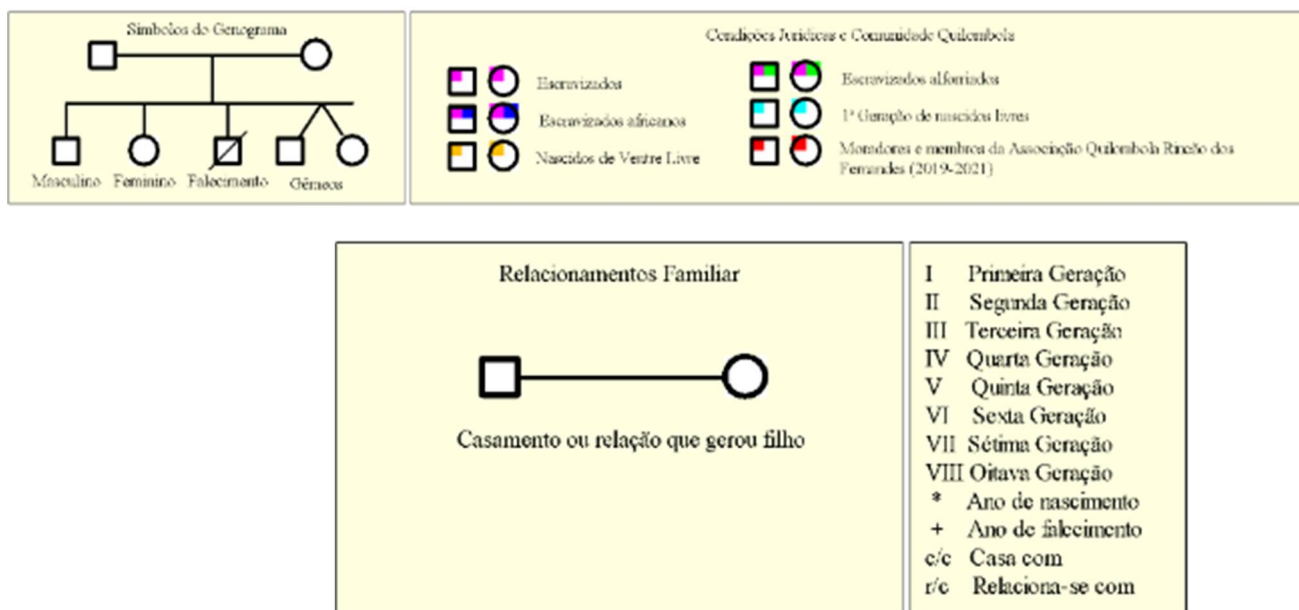 Símbolos do Genograma
Masculino Feminino Falecimento Gêmeos
Condições Jurídicas e Comunidade Quilombola
Escravizados
Escravizados africanos
Nascidos de Ventre Livre
Escravizados alforriados
1ª Geração de nascidos livres
Moradores e membros da Associação Quilombola Rincão dos
Fernandes (2019-2021)
Relacionamentos Familiar
Casamento ou relação que gerou filho
I Primeira Geração
II Segunda Geração
III Terceira Geração
IV Quarta Geração
V Quinta Geração
VI Sexta Geração
VII Sétima Geração
VIII Oitava Geração
* Ano de nascimento
+ Ano de falecimento
c/c Casa com
r/c Relaciona-se com